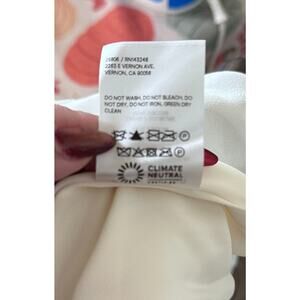 RN143248
2263 E VERNON AVE.
VERNON, CA 90058
DO NOT WASH, DO NOT BLEACH, DO
NOT DRY, DO NOT IRON, GREEN DRY
CLEAN
CLIMATE
NEUTRAL